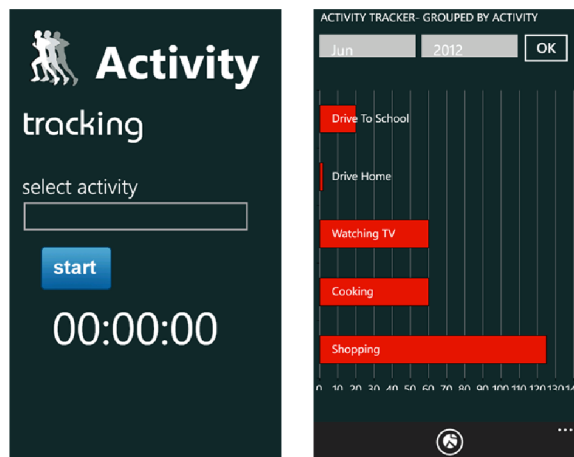 Activity
tracking
select activity
start
00:00:00
ACTIVITY TRACKER- GROUPED BY ACTIVITY
Jun 2012 OK
Drive To School
Drive Home
Watching TV
Cooking
Shopping
0 10 20 30 40 50 60 70 80 90 100 110 120 130 14
...